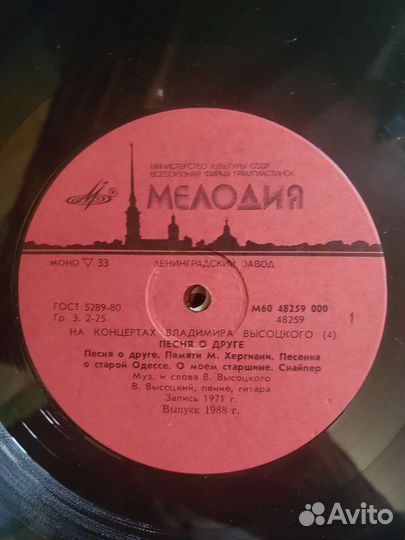 МИНИСТЕРСТВО КУЛЬТУРЫ СССР
ВСЕСОЮЗНАЯ ФИРМА ГРАМПЛАСТИНОК
МЕЛОДИЯ
МОНО ▽ 33 ЛЕНИНГРАДСКИЙ ЗАВОД
ГОСТ 5289-80 М60 48259 000
Гр. 3. 2-25 48259 1
НА КОНЦЕРТАХ ВЛАДИМИРА ВЫСОЦКОГО (4)
ПЕСНЯ О ДРУГЕ
Песня о друге. Памяти М. Хергиани. Песенка
о старой Одессе. О моем старшине. Снайпер
Муз. и слова В. Высоцкого
В. Высоцкий, пение, гитара
Запись 1971 г.
Выпуск 1988 г.
Avito